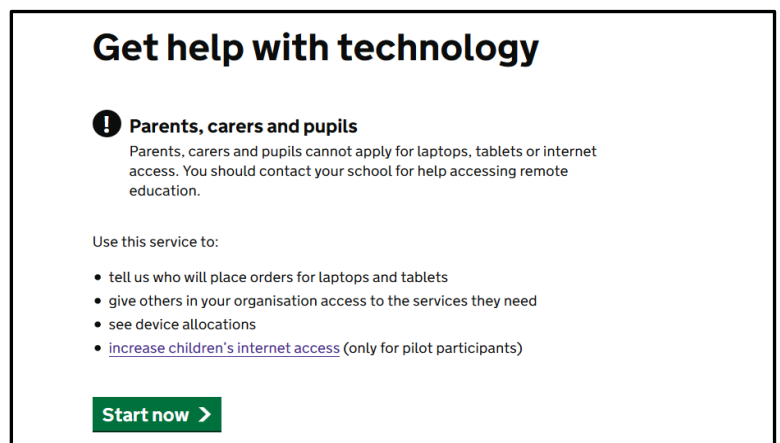 Get help with technology
Parents, carers and pupils
Parents, carers and pupils cannot apply for laptops, tablets or internet
access. You should contact your school for help accessing remote
education.
Use this service to:
• tell us who will place orders for laptops and tablets
• give others in your organisation access to the services they need
• see device allocations
• increase children's internet access (only for pilot participants)
Start now